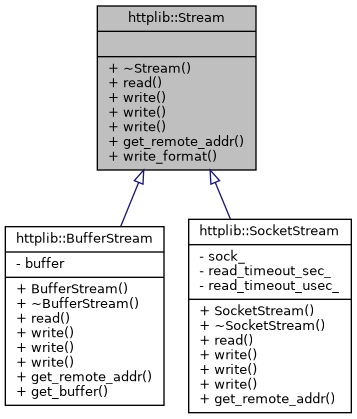 httplib::Stream
+ ~Stream()
+ read()
+ write()
+ write()
+ write()
+ get_remote_addr()
+ write_format()
httplib::BufferStream
- buffer
+ BufferStream()
+ ~BufferStream()
+ read()
+ write()
+ write()
+ write()
+ get_remote_addr()
+ get_buffer()
httplib::SocketStream
- sock_
- read_timeout_sec_
- read_timeout_usec_
+ SocketStream()
+ ~SocketStream()
+ read()
+ write()
+ write()
+ write()
+ get_remote_addr()